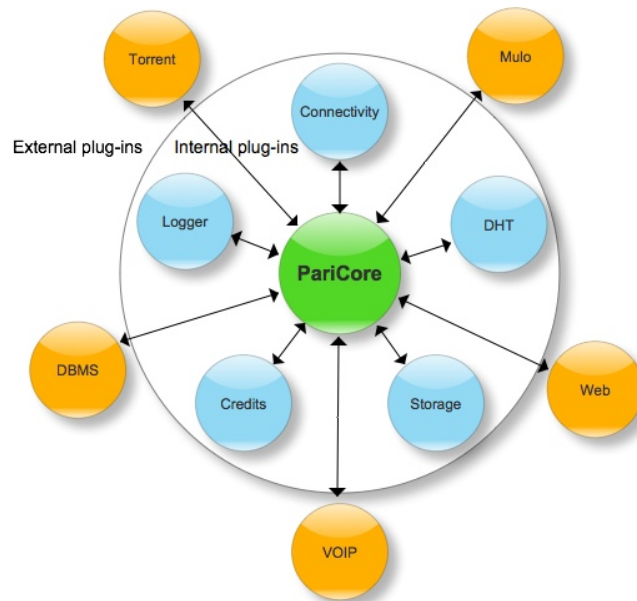 Torrent
Mulo
Connectivity
External plug-ins
Internal plug-ins
Logger
DHT
PariCore
DBMS
Web
Credits
Storage
VOIP